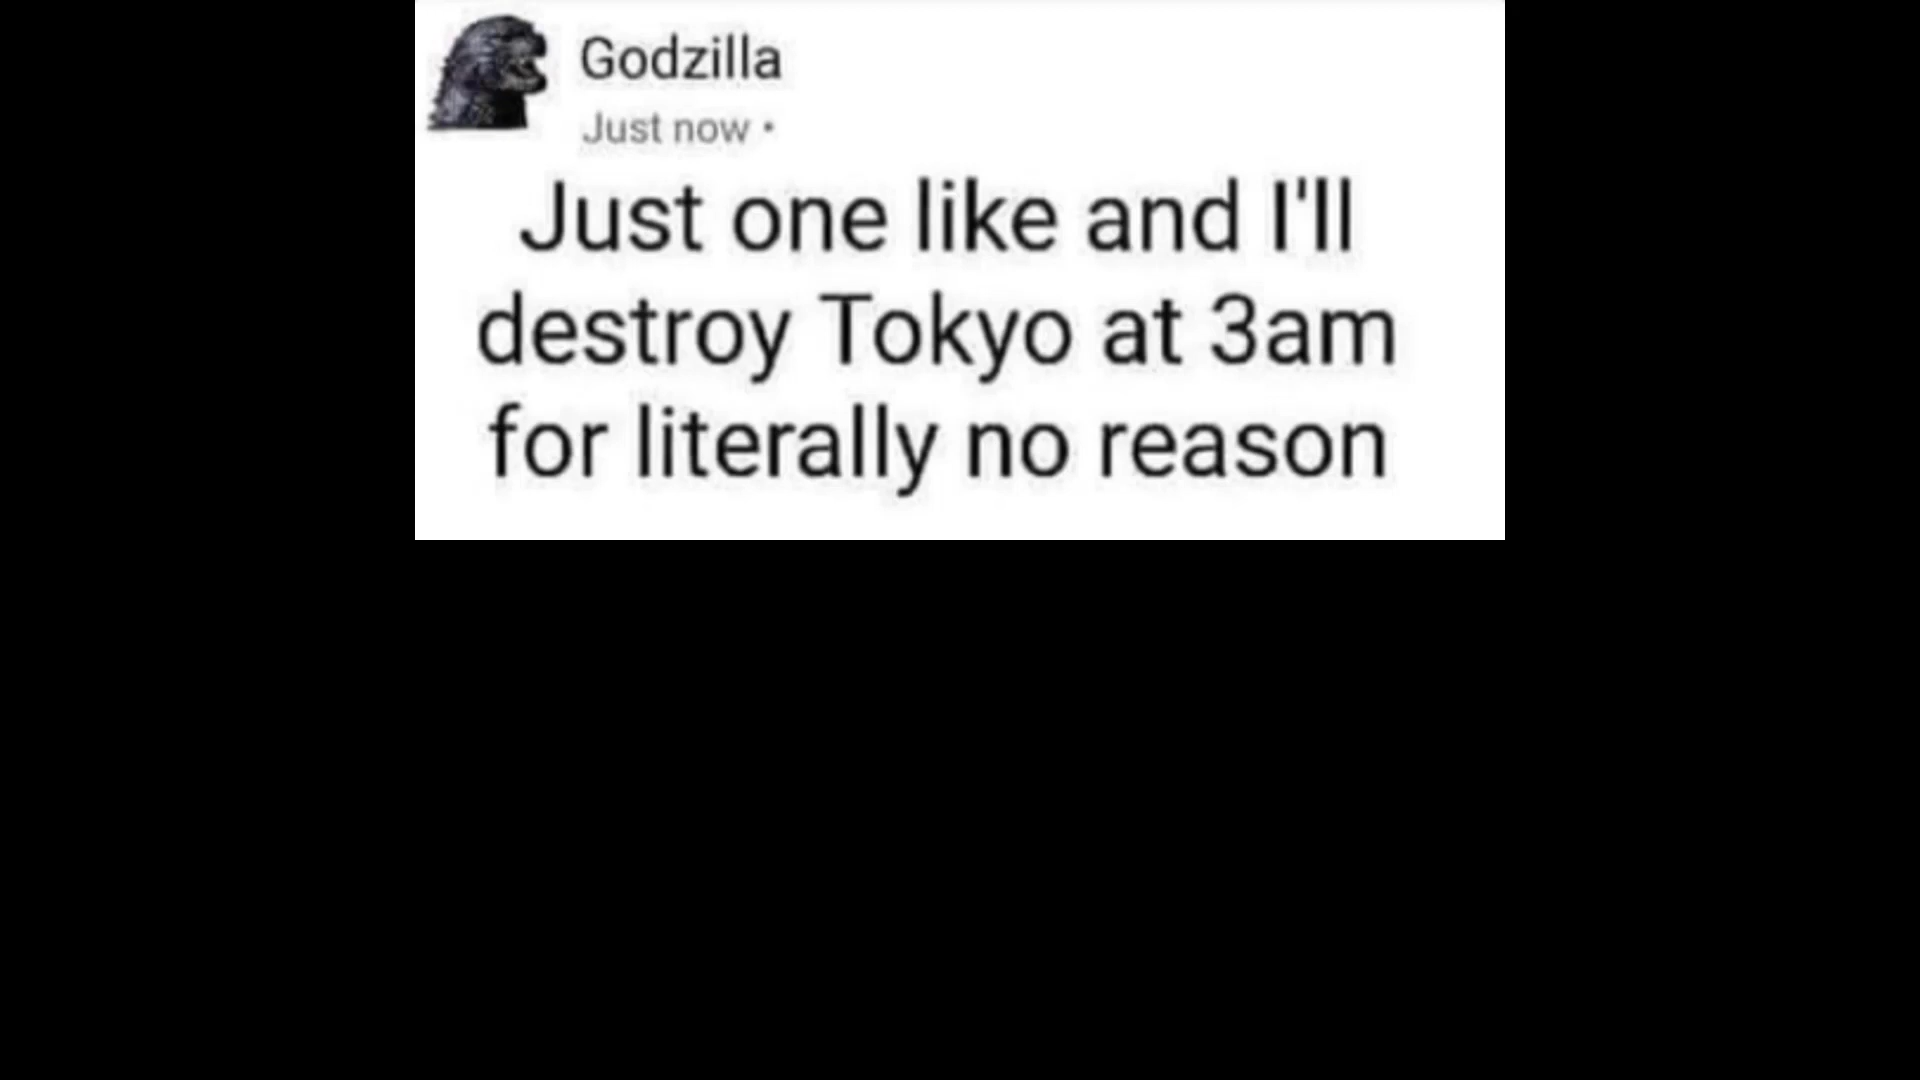 Godzilla
Just now •
Just one like and I'll
destroy Tokyo at 3am
for literally no reason